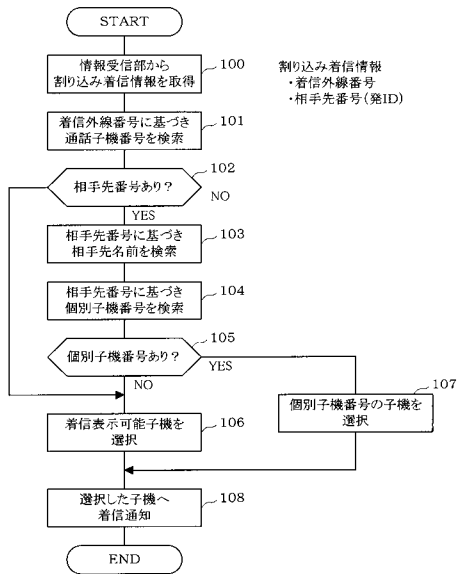 START
情報受信部から
割り込み着信情報を取得
100
割り込み着信情報
・着信外線番号
・相手先番号(発ID)
着信外線番号に基づき
通話子機番号を検索
101
相手先番号あり?
102
NO
YES
相手先番号に基づき
相手先名前を検索
103
相手先番号に基づき
個別子機番号を検索
104
個別子機番号あり?
105
YES
NO
着信表示可能子機を
選択
106
個別子機番号の子機を
選択
107
選択した子機へ
着信通知
108
END